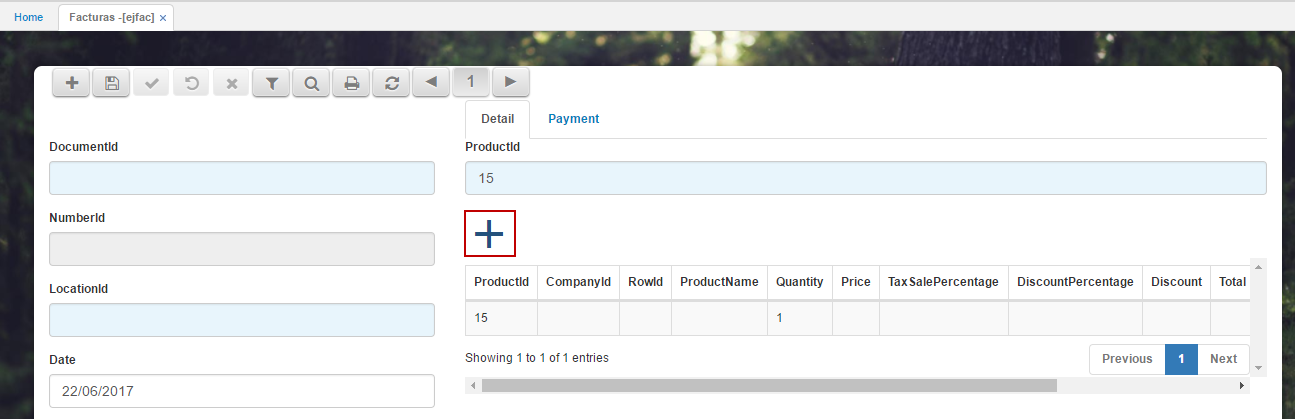 Home
Facturas -[ejfac] ×
1
Detail
Payment
DocumentId
NumberId
LocationId
Date
22/06/2017
ProductId
15
ProductId CompanyId RowId ProductName Quantity Price TaxSalePercentage DiscountPercentage Discount Total
15 1
Showing 1 to 1 of 1 entries
Previous 1 Next